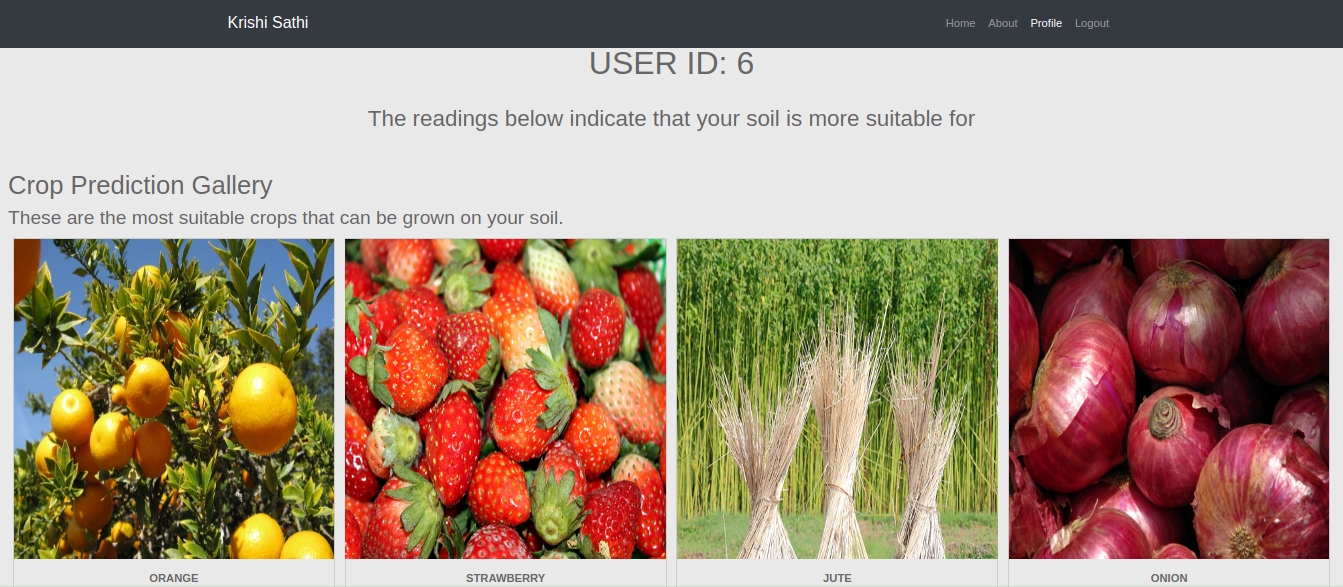 Krishi Sathi
Home About Profile Logout
USER ID: 6
The readings below indicate that your soil is more suitable for
Crop Prediction Gallery
These are the most suitable crops that can be grown on your soil.
ORANGE
STRAWBERRY
JUTE
ONION